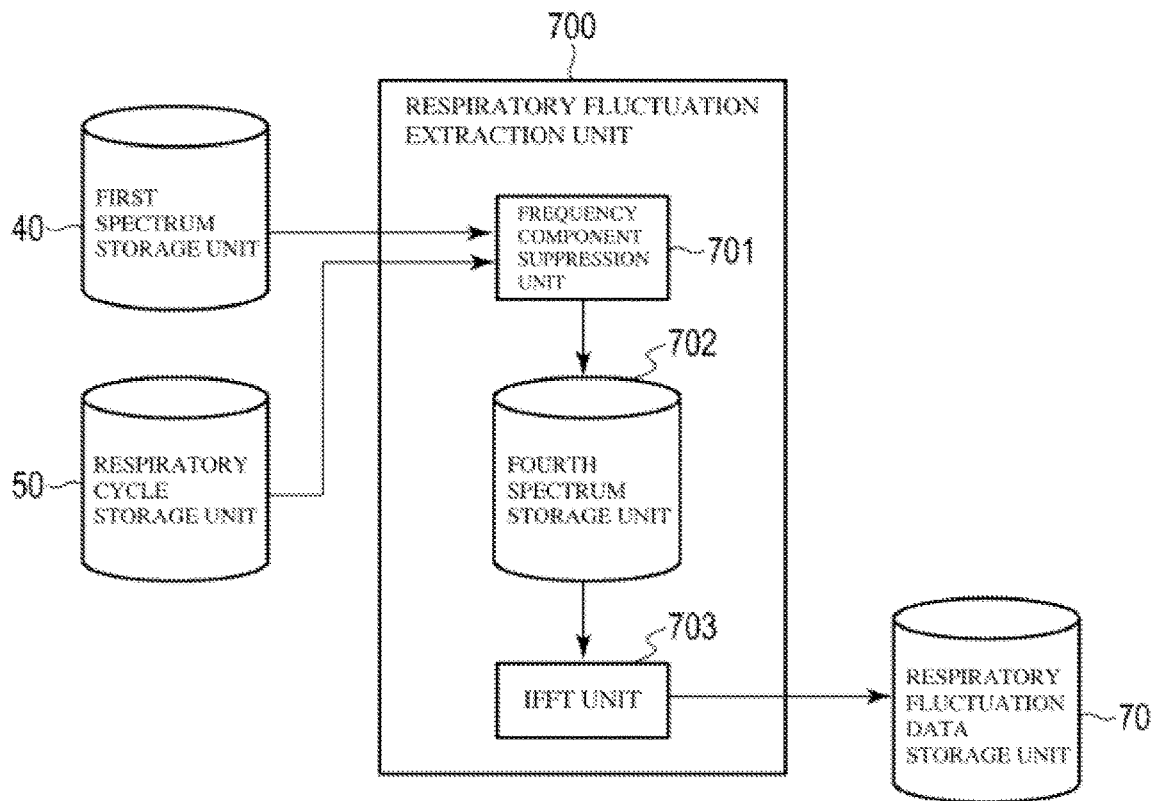 700
RESPIRATORY FLUCTUATION
EXTRACTION UNIT
FIRST
SPECTRUM
STORAGE UNIT
40
FREQUENCY
COMPONENT
SUPPRESSION
UNIT
701
702
RESPIRATORY
CYCLE
STORAGE UNIT
50
FOURTH
SPECTRUM
STORAGE UNIT
703
IFFT UNIT
RESPIRATORY
FLUCTUATION
DATA
STORAGE UNIT
70